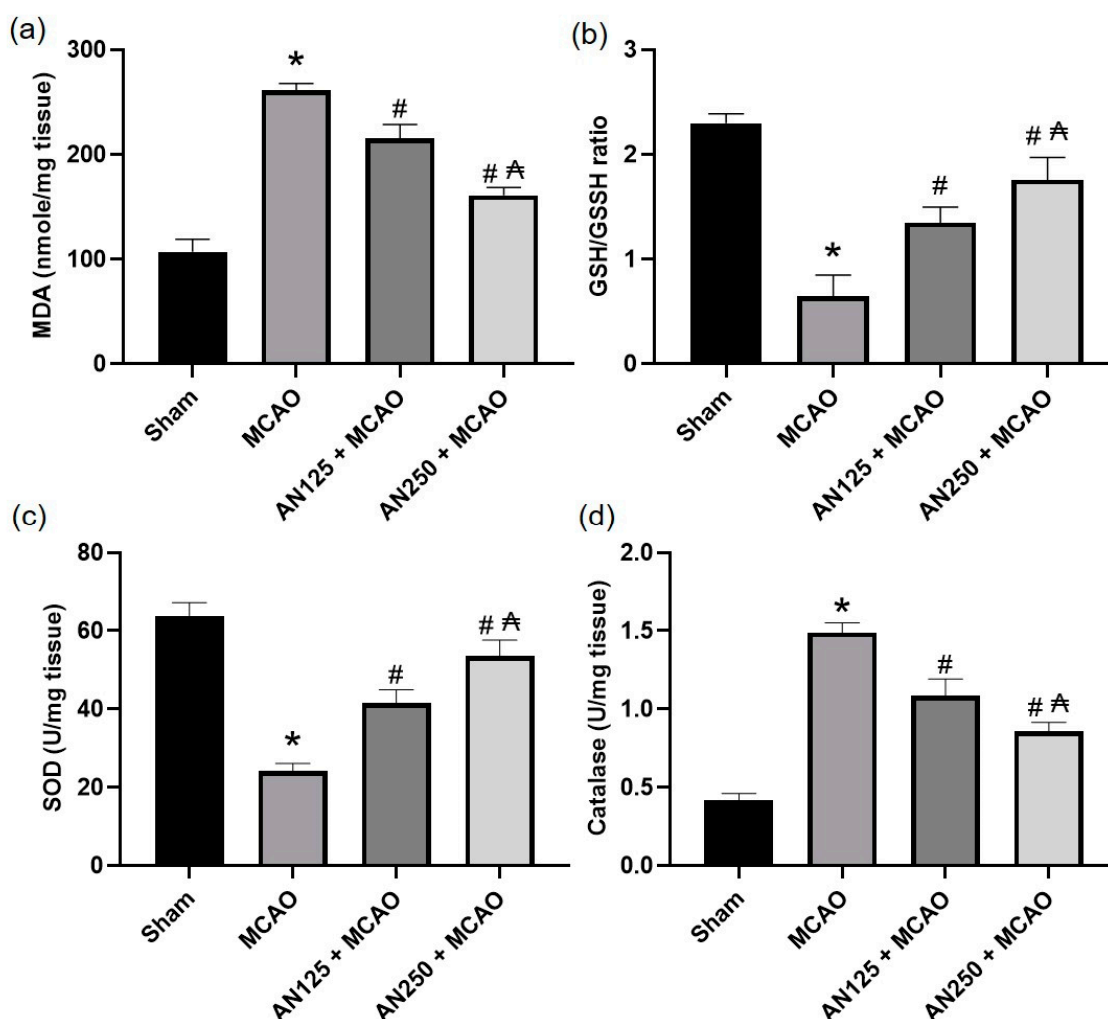 (a)
MDA (nmole/mg tissue)
300
200
100
0
*
#
# ₳
Sham
MCAO
AN125 + MCAO
AN250 + MCAO
(b)
GSH/GSSH ratio
3
2
1
0
*
#
# ₳
Sham
MCAO
AN125 + MCAO
AN250 + MCAO
(c)
SOD (U/mg tissue)
80
60
40
20
0
*
#
# ₳
Sham
MCAO
AN125 + MCAO
AN250 + MCAO
(d)
Catalase (U/mg tissue)
2.0
1.5
1.0
0.5
0.0
*
#
# ₳
Sham
MCAO
AN125 + MCAO
AN250 + MCAO